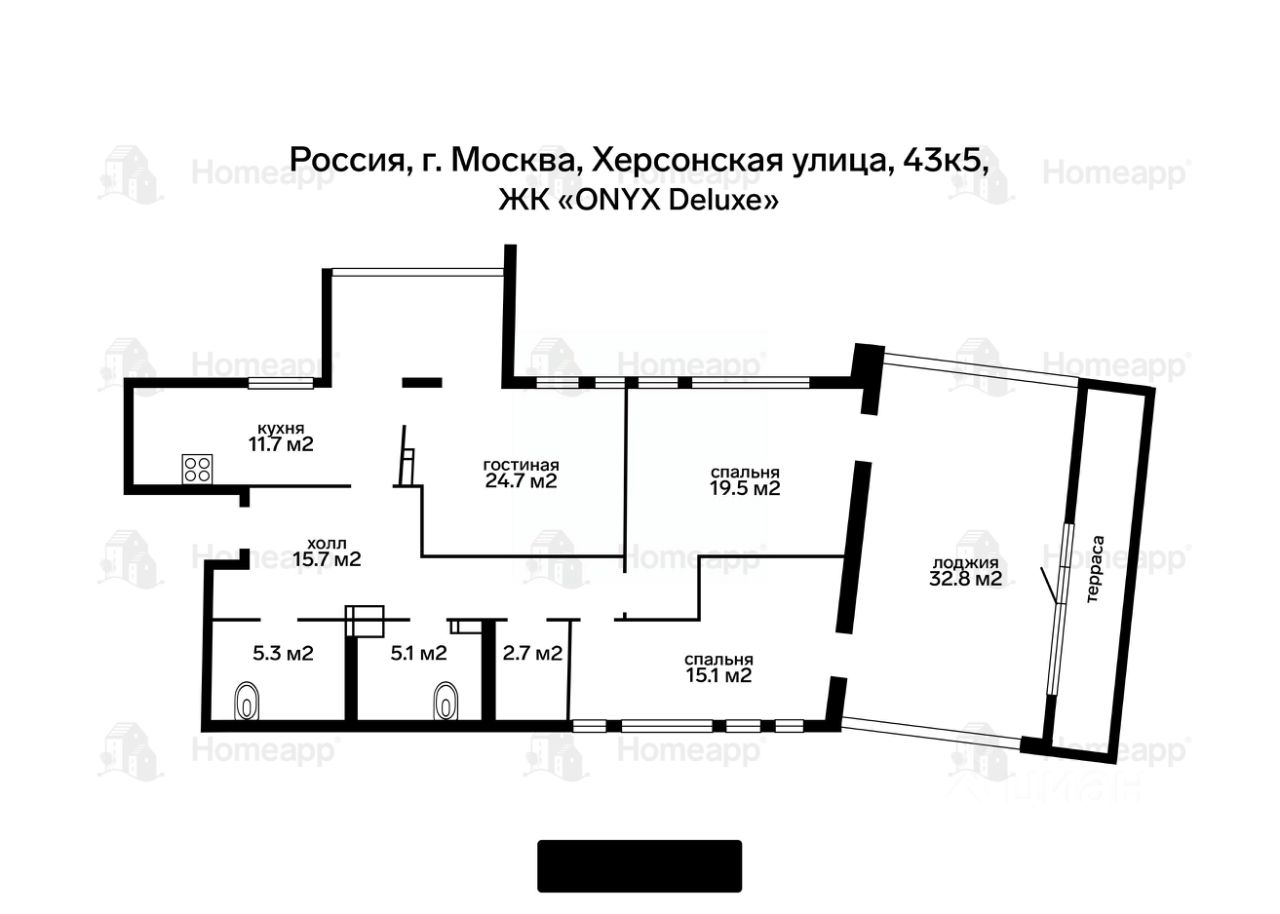 Россия, г. Москва, Херсонская улица, 43к5,
ЖК «ONYX Deluxe»
Homeapp
Homeapp
Homeapp
Homeapp
Homeapp
Homeapp
кухня
11.7 м2
гостиная
24.7 м2
спальня
19.5 м2
холл
15.7 м2
Homeapp
Homeapp
Homeapp
лоджия
32.8 м2
терраса
5.3 м2
5.1 м2
2.7 м2
спальня
15.1 м2
Homeapp
Homeapp
Homeapp
циан